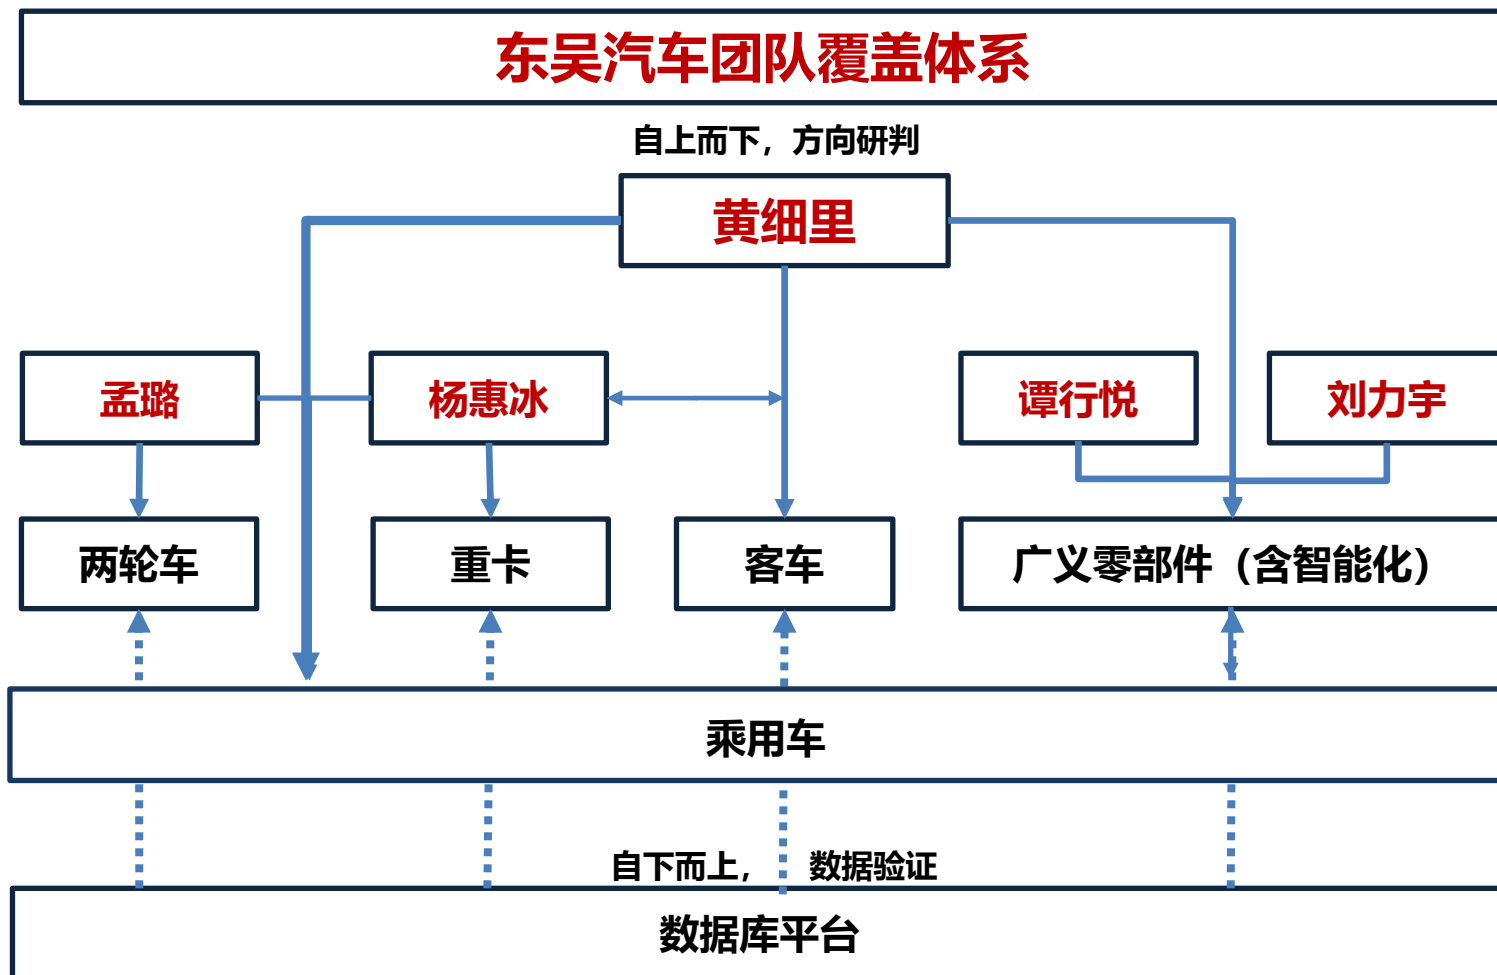 东吴汽车团队覆盖体系
自上而下，方向研判
黄细里
孟璐
杨惠冰
谭行悦
刘力宇
两轮车
重卡
客车
广义零部件（含智能化）
乘用车
自下而上， 数据验证
数据库平台